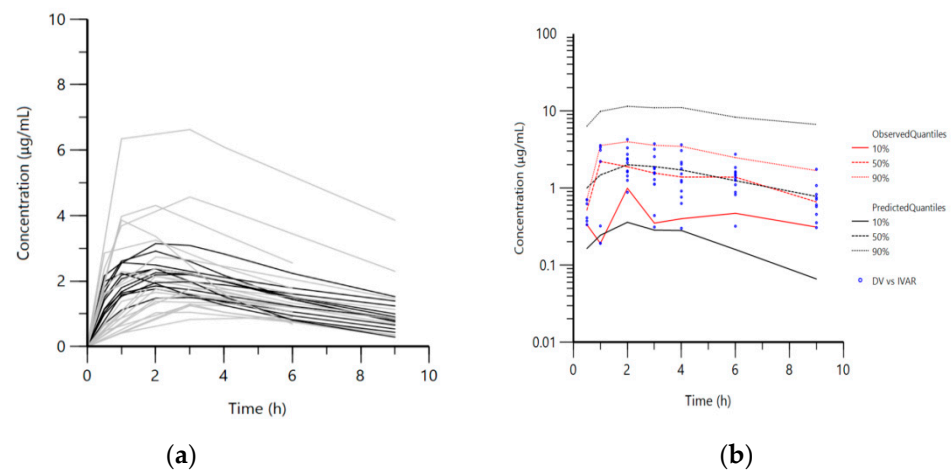 10
8
6
4
2
0
Concentration (µg/mL)
0 2 4 6 8 10
Time (h)
(a)
100
10
1
0.1
0.01
Concentration (µg/mL)
0 2 4 6 8 10
Time (h)
ObservedQuantiles
10%
50%
90%
PredictedQuantiles
10%
50%
90%
DV vs IVAR
(b)